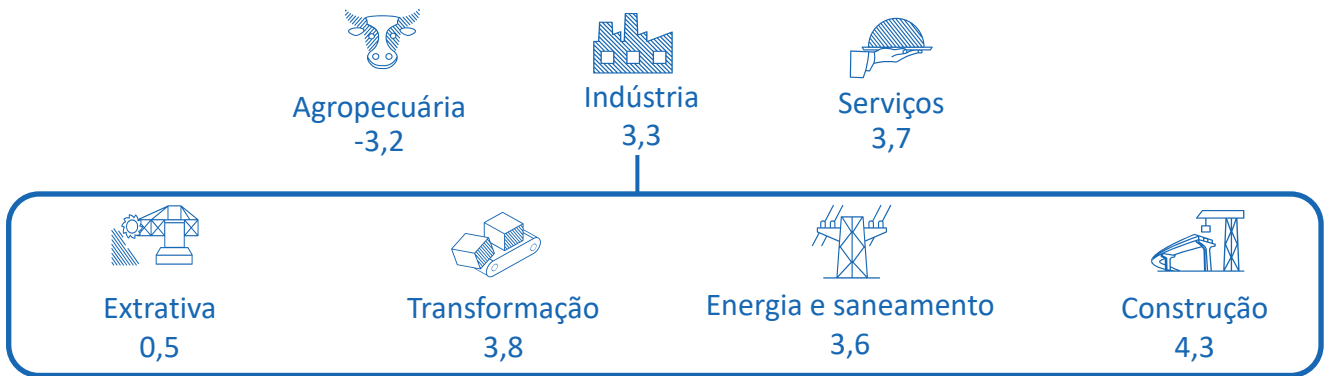 Agropecuária
-3,2
Indústria
3,3
Serviços
3,7
Extrativa
0,5
Transformação
3,8
Energia e saneamento
3,6
Construção
4,3